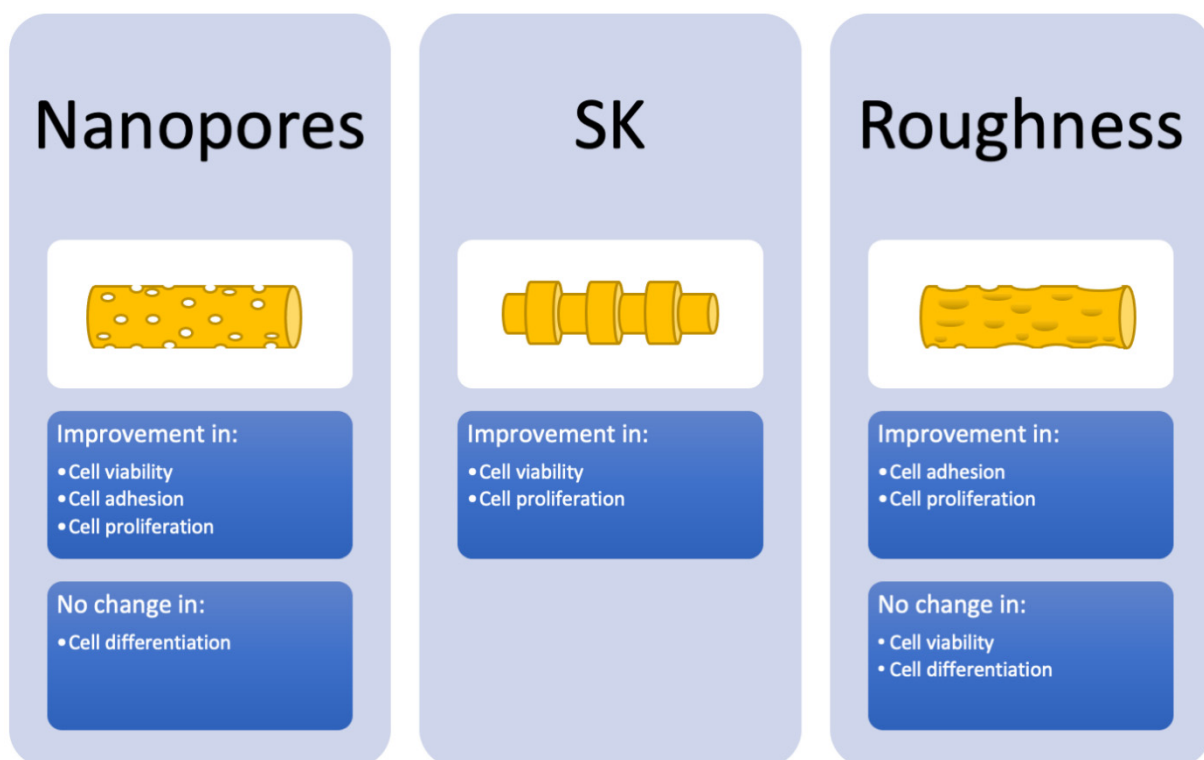 Nanopores
Improvement in:
•Cell viability
•Cell adhesion
•Cell proliferation
No change in:
•Cell differentiation
SK
Improvement in:
•Cell viability
•Cell proliferation
Roughness
Improvement in:
•Cell adhesion
•Cell proliferation
No change in:
• Cell viability
• Cell differentiation